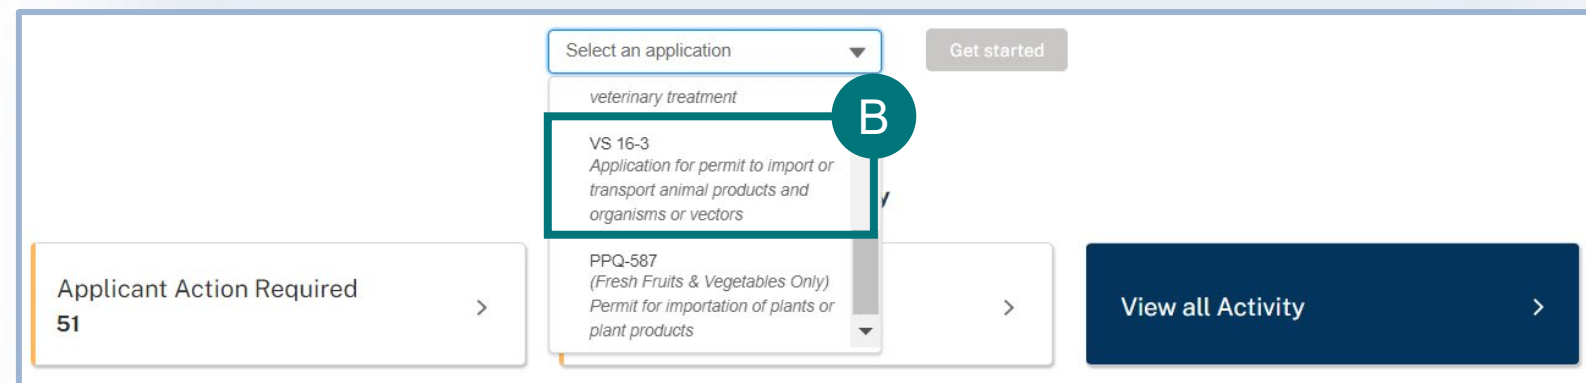 Select an application
Get started
veterinary treatment
B
VS 16-3
Application for permit to import or
transport animal products and
organisms or vectors
y
PPQ-587
(Fresh Fruits & Vegetables Only)
Permit for importation of plants or
plant products
Applicant Action Required
51
View all Activity